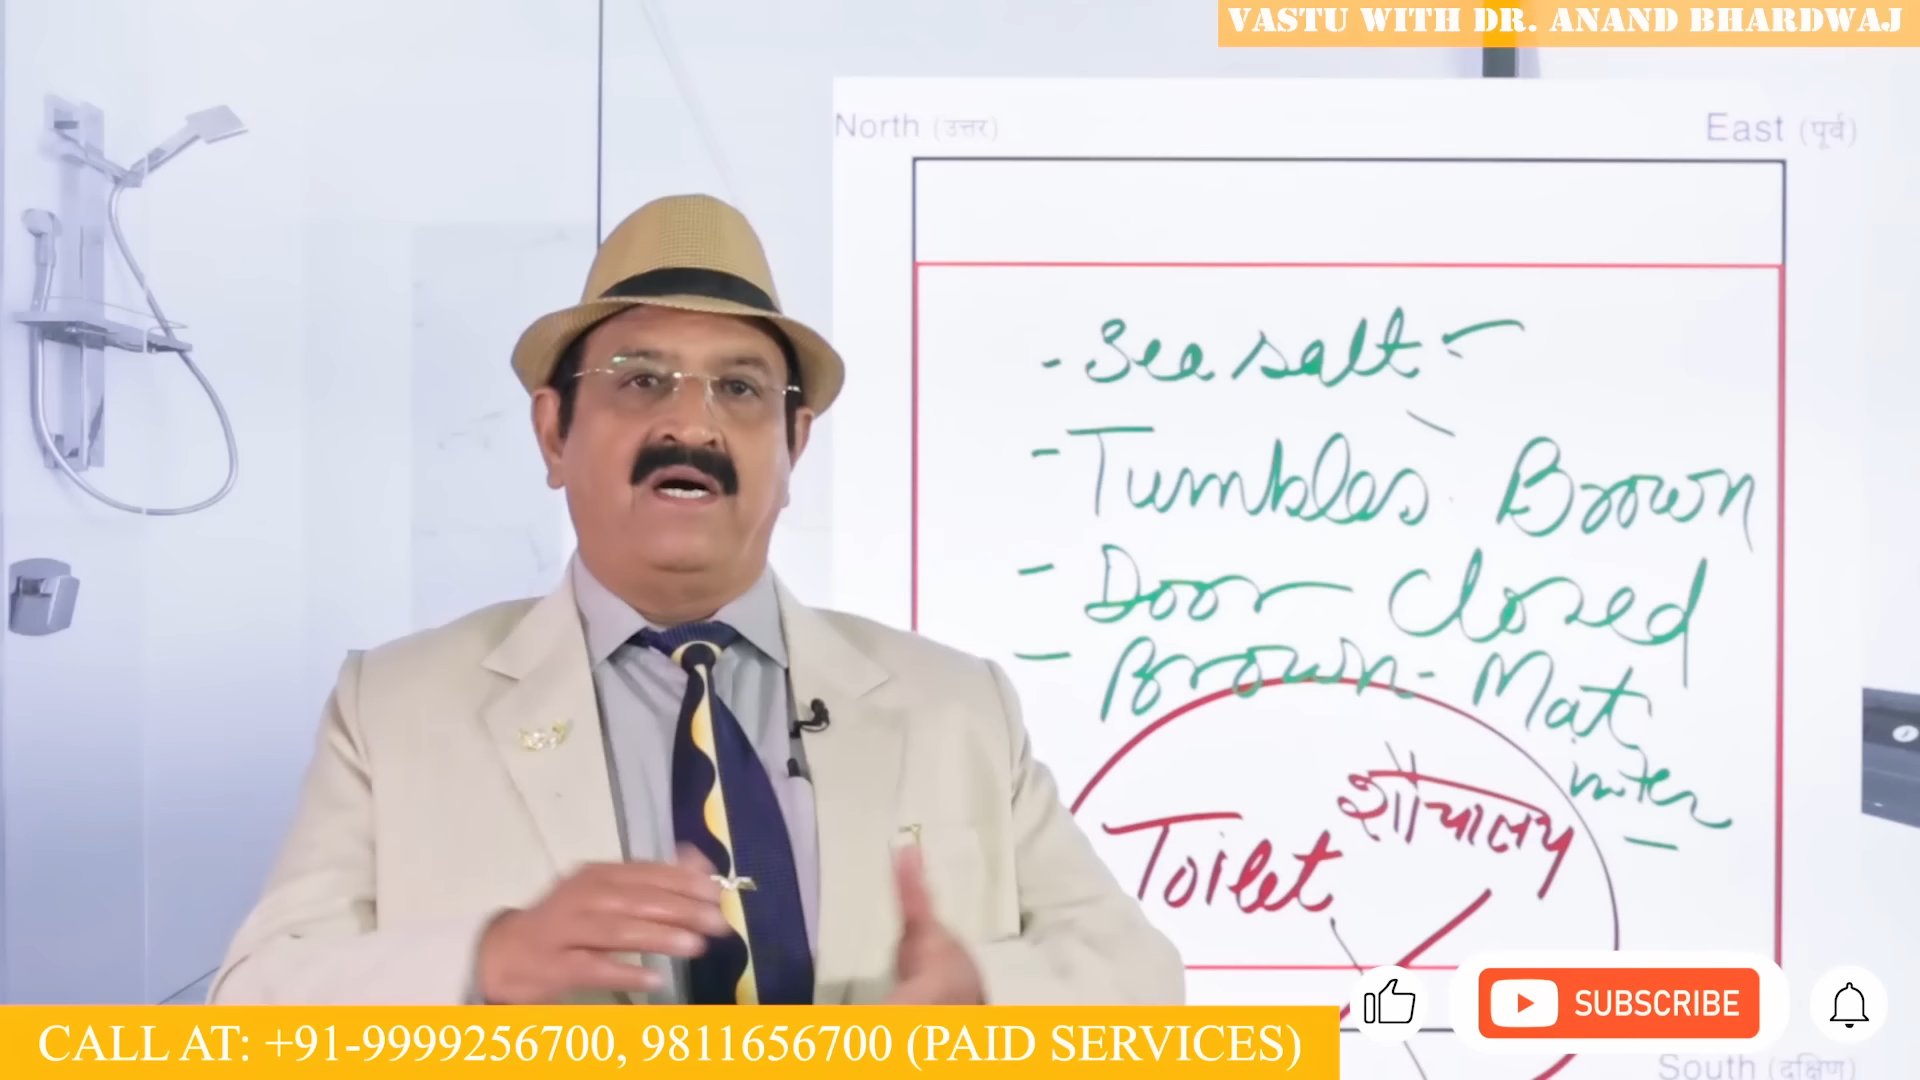 VASTU WITH DR. ANAND BHARDWAJ
North (उत्तर)
East (पूर्व)
- Sea salt -
- Tumbles Brown
- Door closed
- Brown - Mat
Toilet शौचालय
SUBSCRIBE
CALL AT: +91-9999256700, 9811656700 (PAID SERVICES)
South (दक्षिण)